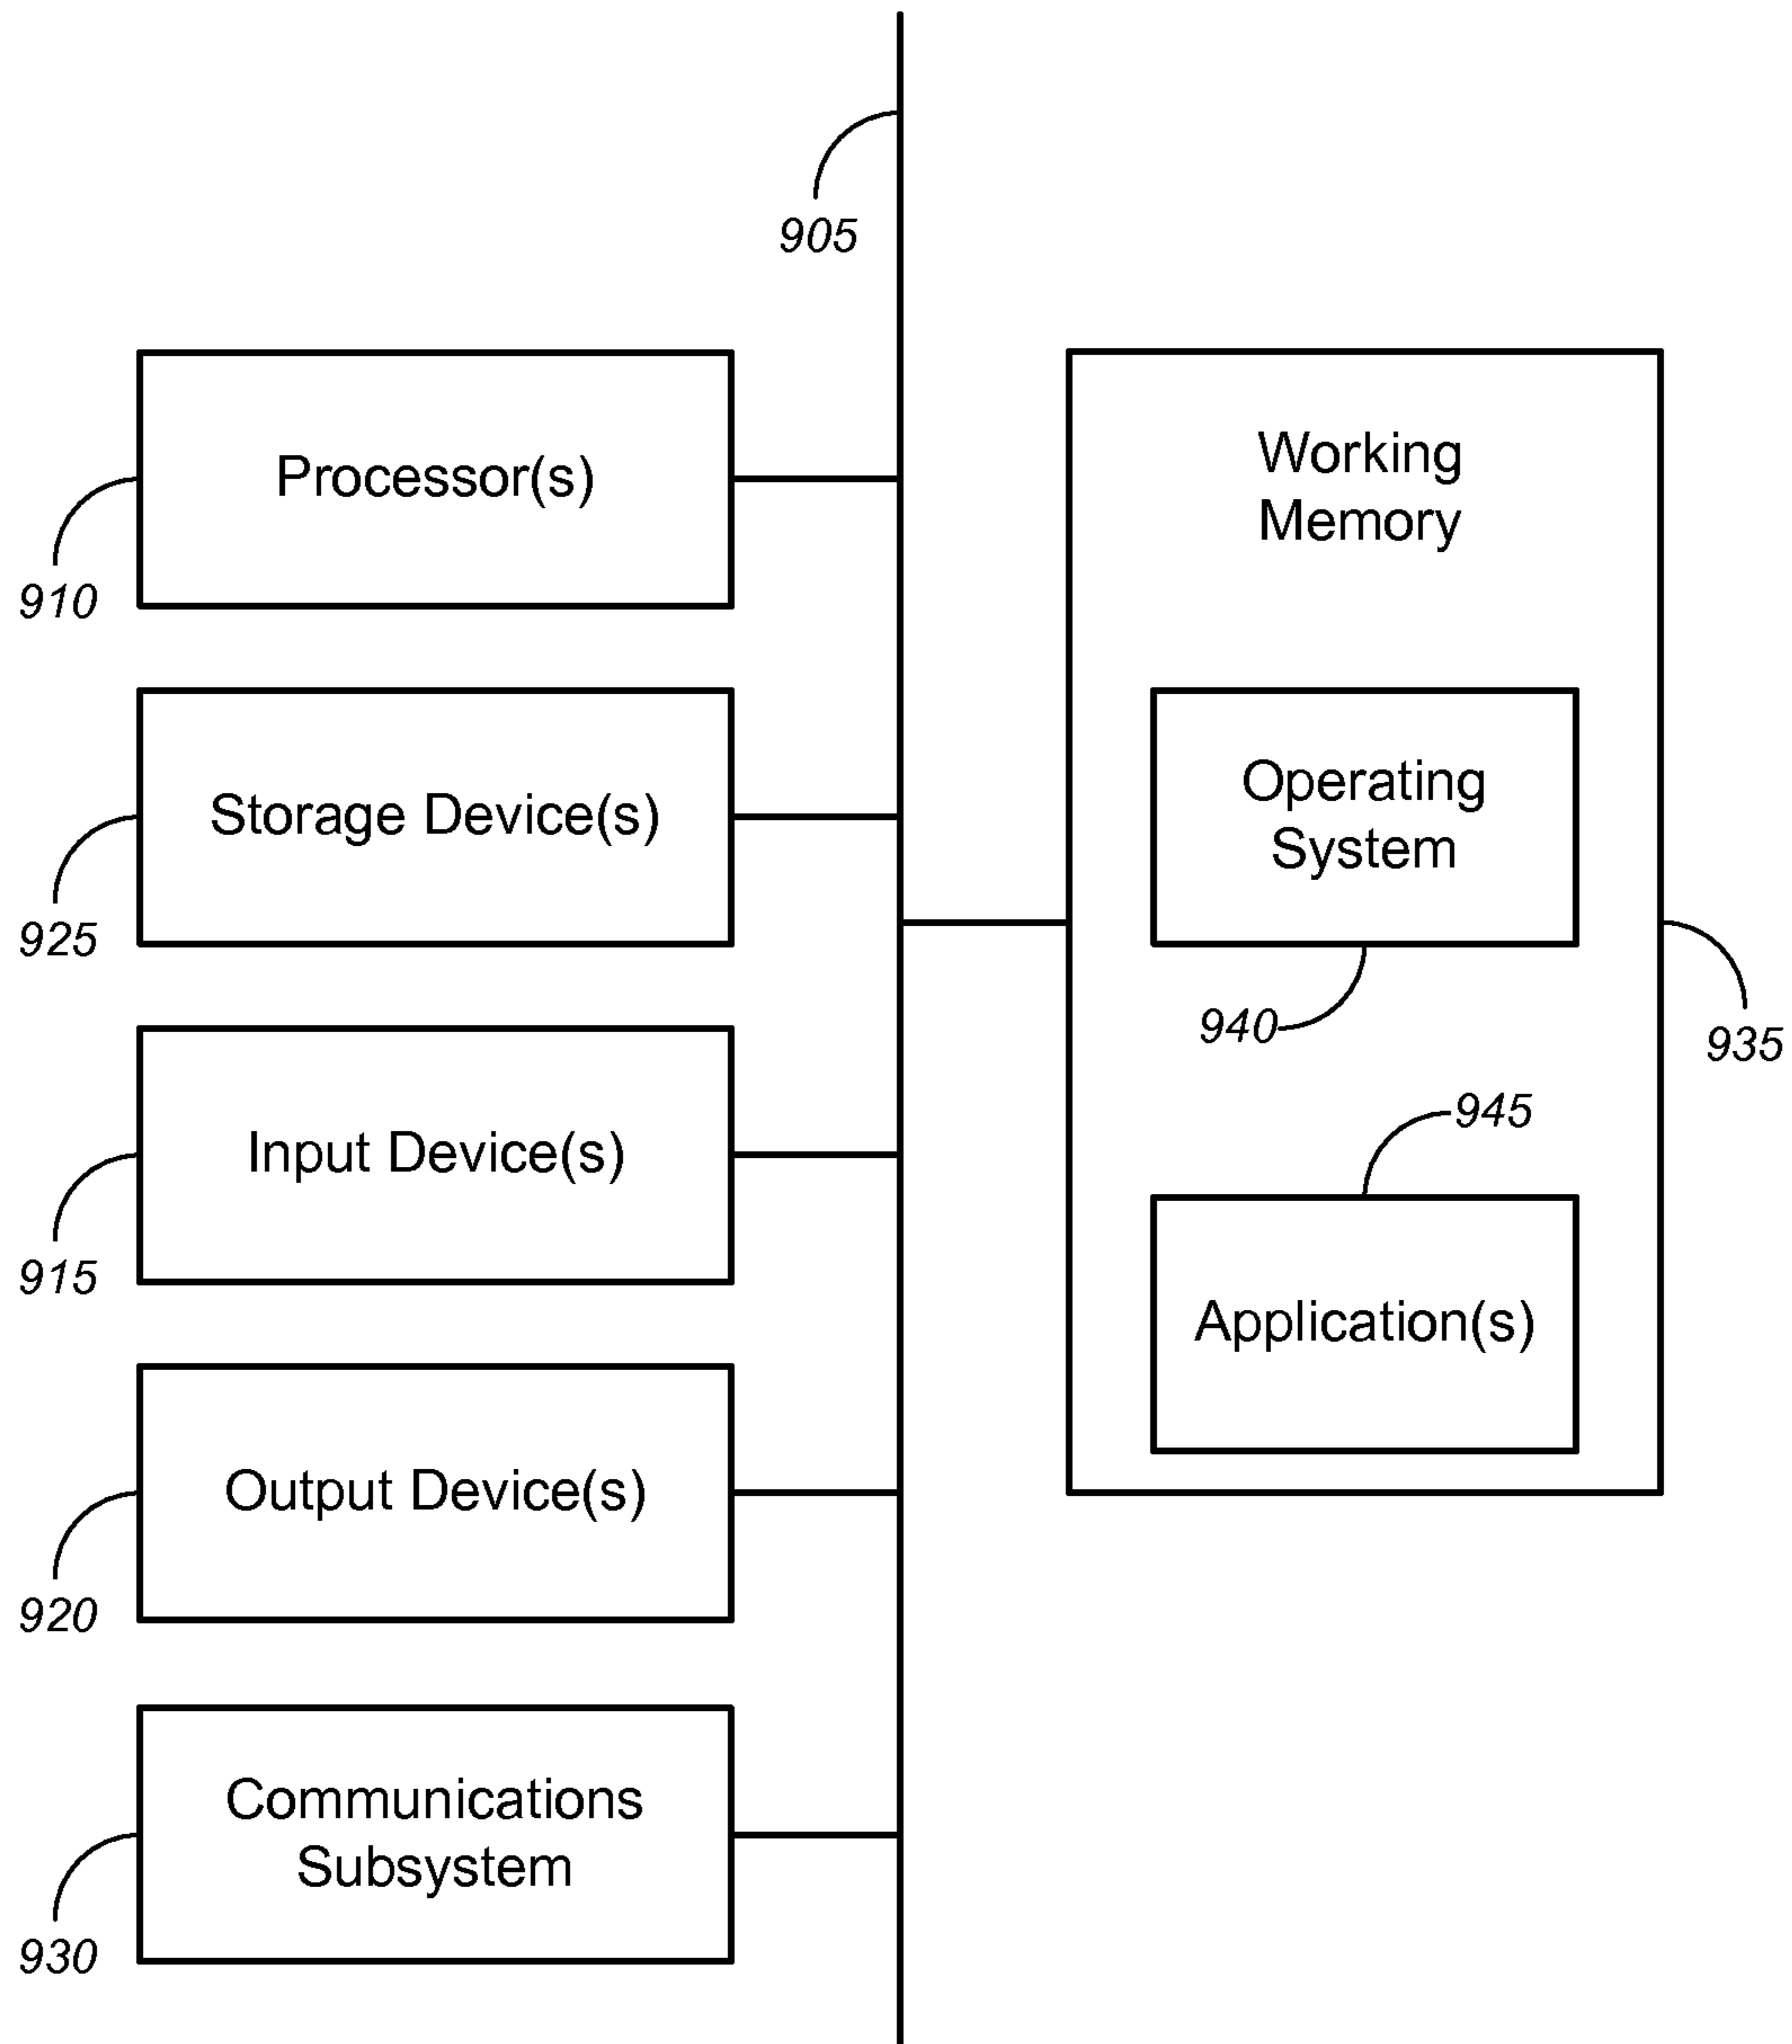 905
Processor(s)
910
Storage Device(s)
925
Input Device(s)
915
Output Device(s)
920
Communications
Subsystem
930
Working
Memory
Operating
System
940
935
945
Application(s)